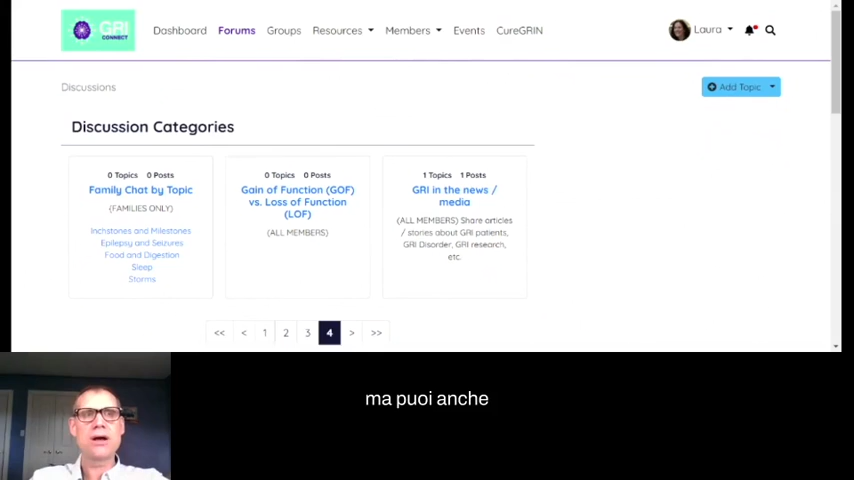 GRI
CONNECT
Dashboard Forums Groups Resources Members Events CureGRIN
Laura
Discussions
Add Topic
Discussion Categories
0 Topics 0 Posts
Family Chat by Topic
(FAMILIES ONLY)
Inchstones and Milestones
Epilepsy and Seizures
Food and Digestion
Sleep
Storms
0 Topics 0 Posts
Gain of Function (GOF)
vs. Loss of Function
(LOF)
(ALL MEMBERS)
1 Topics 1 Posts
GRI in the news /
media
(ALL MEMBERS) Share articles
/ stories about GRI patients,
GRI Disorder, GRI research,
etc.
<< < 1 2 3 4 > >>
ma puoi anche